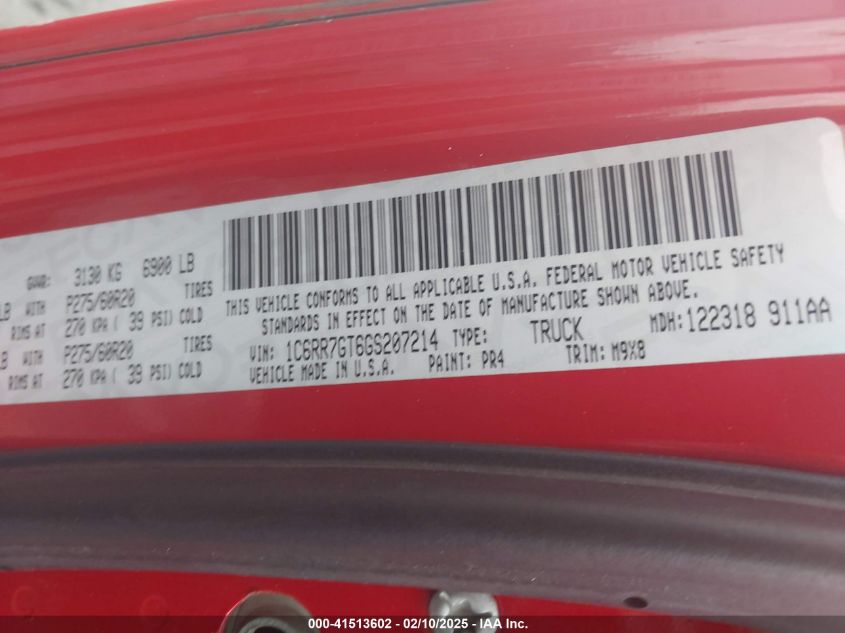 GVWR: 3130 KG 6900 LB
LB WITH P275/60R20 TIRES
RIMS AT 270 KPA ( 39 PSI) COLD
LB WITH P275/60R20 TIRES
RIMS AT 270 KPA ( 39 PSI) COLD
THIS VEHICLE CONFORMS TO ALL APPLICABLE U.S.A. FEDERAL MOTOR VEHICLE SAFETY
STANDARDS IN EFFECT ON THE DATE OF MANUFACTURE SHOWN ABOVE.
VIN: 1C6RR7GT6GS207214 TYPE: TRUCK MDH:122318 911AA
VEHICLE MADE IN U.S.A. PAINT: PR4 TRIM: M9X8
000-41513602 - 02/10/2025 - IAA Inc.